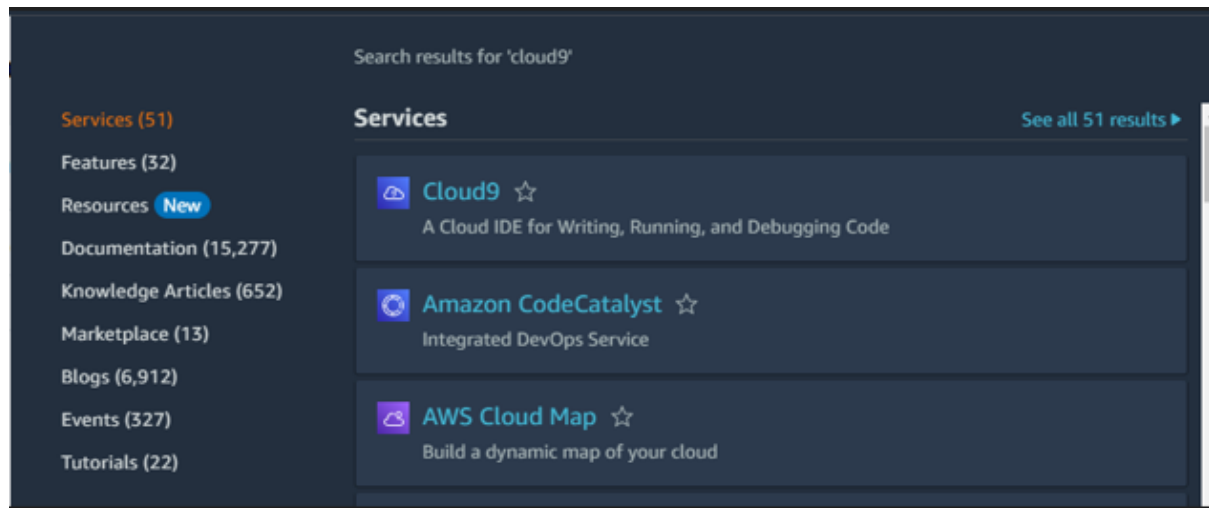 Search results for 'cloud9'
Services (51)
Features (32)
Resources New
Documentation (15,277)
Knowledge Articles (652)
Marketplace (13)
Blogs (6,912)
Events (327)
Tutorials (22)
Services
See all 51 results
Cloud9
A Cloud IDE for Writing, Running, and Debugging Code
Amazon CodeCatalyst
Integrated DevOps Service
AWS Cloud Map
Build a dynamic map of your cloud